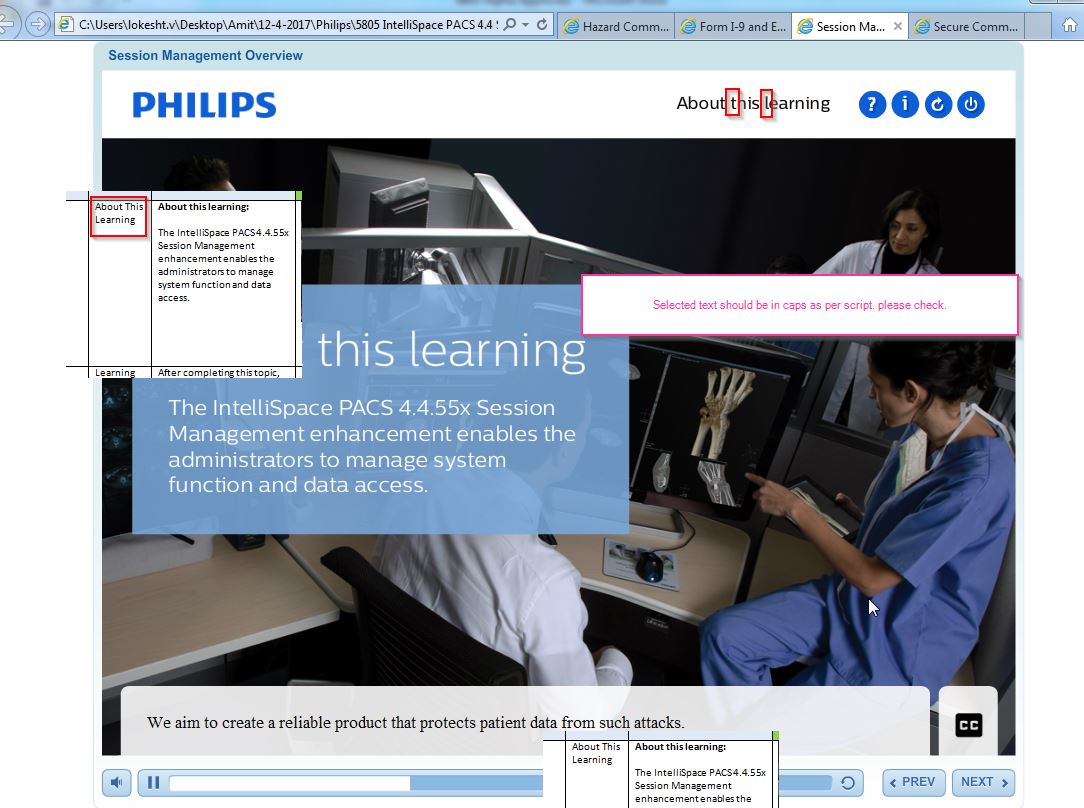 C:\Users\lokesht.v\Desktop\Amit\12-4-2017\Philips\5805 IntelliSpace PACS 4.4
Hazard Comm...
Form I-9 and E...
Session Ma...
Secure Comm...
Session Management Overview
PHILIPS
About this learning
? i
About This
Learning
About this learning:
The IntelliSpace PACS4.4.55x
Session Management
enhancement enables the
administrators to manage
system function and data
access.
Learning
After completing this topic,
Selected text should be in caps as per script. please check.
this learning
The IntelliSpace PACS 4.4.55x Session
Management enhancement enables the
administrators to manage system
function and data access.
We aim to create a reliable product that protects patient data from such attacks.
CC
About This
Learning
About this learning:
The IntelliSpace PACS4.4.55x
Session Management
enhancement enables the
PREV
NEXT